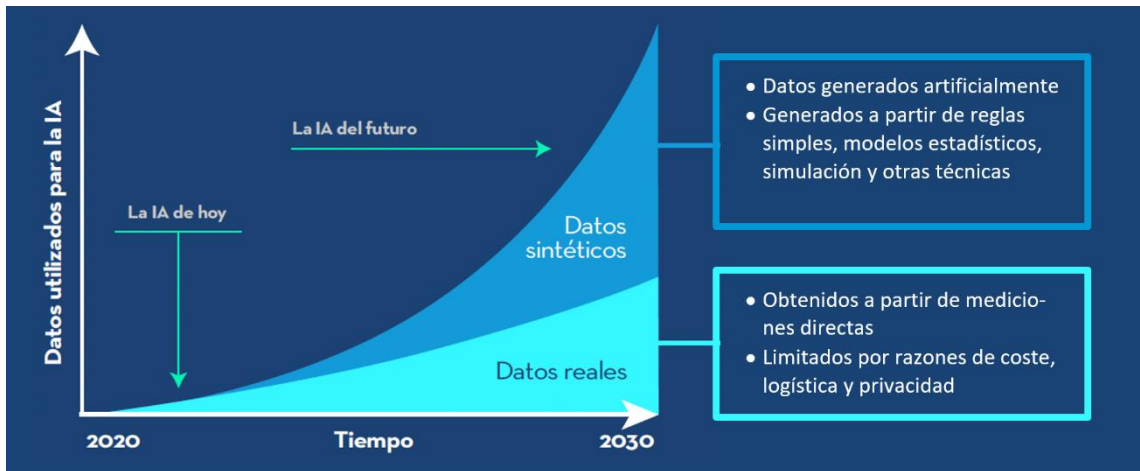 Datos utilizados para la IA
La IA del futuro
La IA de hoy
Datos
sintéticos
Datos reales
2020
Tiempo
2030
● Datos generados artificialmente
● Generados a partir de reglas
simples, modelos estadísticos,
simulación y otras técnicas
● Obtenidos a partir de medicio-
nes directas
● Limitados por razones de coste,
logística y privacidad